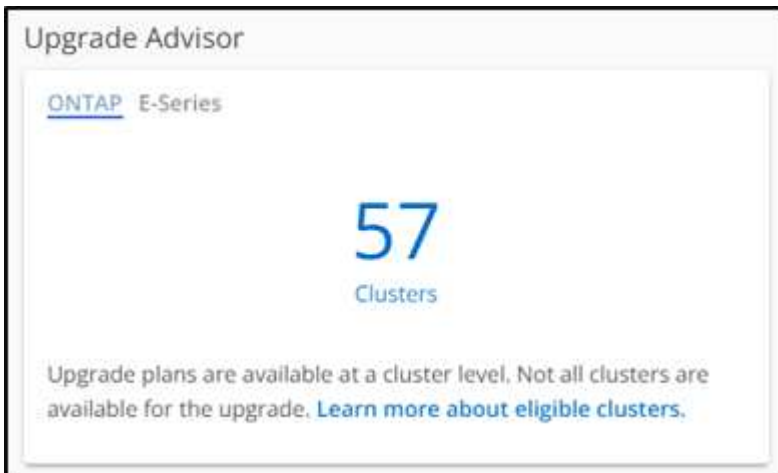 Upgrade Advisor
ONTAP E-Series
57
Clusters
Upgrade plans are available at a cluster level. Not all clusters are
available for the upgrade. Learn more about eligible clusters.